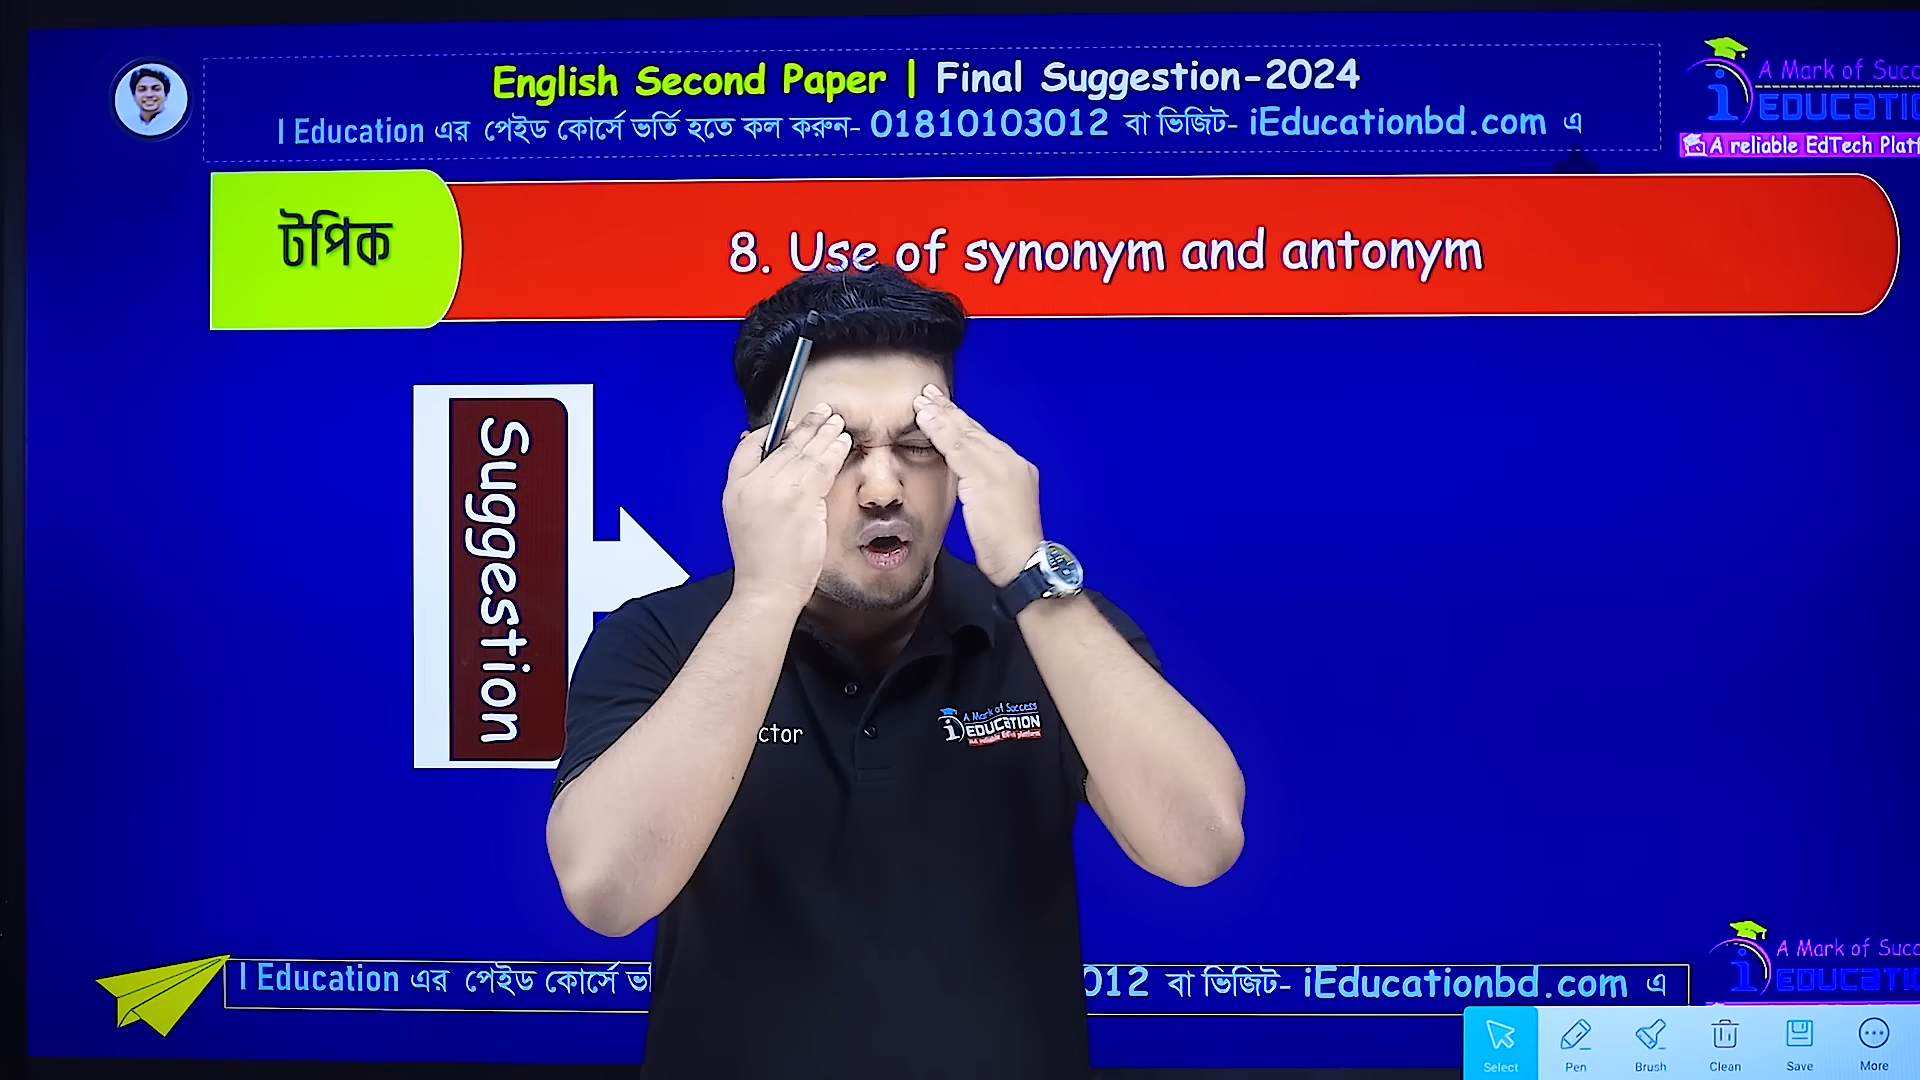 English Second Paper | Final Suggestion-2024
I Education এর পেইড কোর্সে ভর্তি হতে কল করুন- 01810103012 বা ভিজিট- iEducationbd.com এ
A Mark of Succ
i EDUCATIO
A reliable EdTech Platf
টপিক
8. Use of synonym and antonym
Suggestion
ctor
A Mark of Success
i EDUCATION
I Education এর পেইড কোর্সে ভ
012 বা ভিজিট- iEducationbd.com এ
A Mark of Succ
i EDUCATIO
Select
Pen
Brush
Clean
Save
More